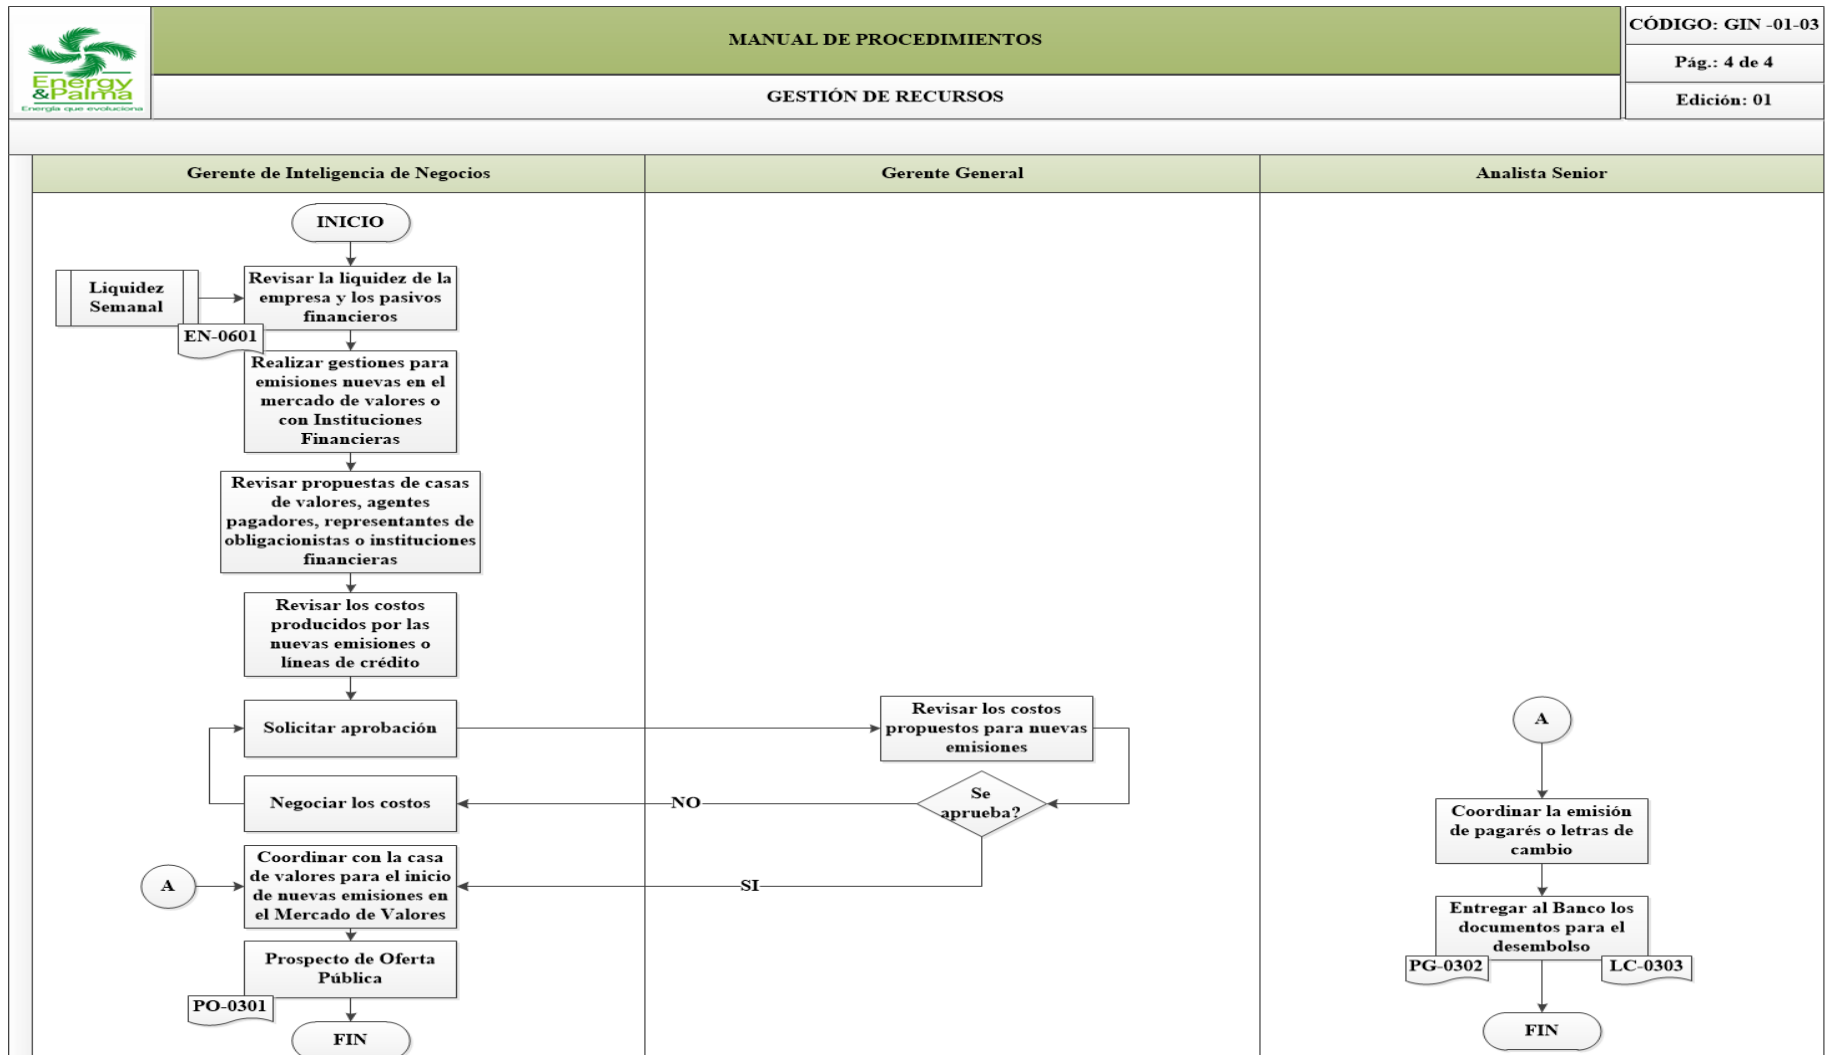 Energy
&Palma
Energía que evoluciona
MANUAL DE PROCEDIMIENTOS
GESTIÓN DE RECURSOS
CÓDIGO: GIN -01-03
Pág.: 4 de 4
Edición: 01
Gerente de Inteligencia de Negocios
Gerente General
Analista Senior
INICIO
Liquidez
Semanal
EN-0601
Revisar la liquidez de la
empresa y los pasivos
financieros
Realizar gestiones para
emisiones nuevas en el
mercado de valores o
con Instituciones
Financieras
Revisar propuestas de casas
de valores, agentes
pagadores, representantes de
obligacionistas o instituciones
financieras
Revisar los costos
producidos por las
nuevas emisiones o
líneas de crédito
Solicitar aprobación
Revisar los costos
propuestos para nuevas
emisiones
Se
aprueba?
NO
Negociar los costos
SI
A
Coordinar con la casa
de valores para el inicio
de nuevas emisiones en
el Mercado de Valores
Prospecto de Oferta
Pública
PO-0301
FIN
A
Coordinar la emisión
de pagarés o letras de
cambio
Entregar al Banco los
documentos para el
desembolso
PG-0302
LC-0303
FIN